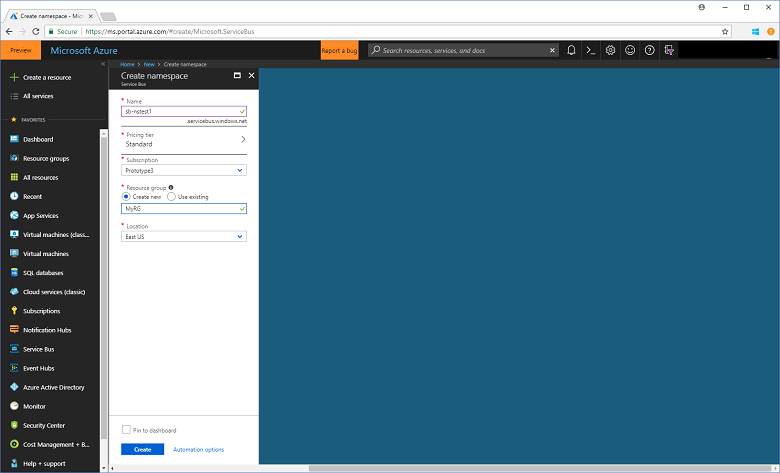 Create namespace - Mic
Secure
https://ms.portal.azure.com/#create/Microsoft.ServiceBus
Preview
Microsoft Azure
Report a bug
Search resources, services, and docs
Create a resource
All services
FAVORITES
Dashboard
Resource groups
All resources
Recent
App Services
Virtual machines (clas...
Virtual machines
SQL databases
Cloud services (classic)
Subscriptions
Notification Hubs
Service Bus
Event Hubs
Azure Active Directory
Monitor
Security Center
Cost Management + B...
Help + support
Home > New > Create namespace
Create namespace
Service Bus
* Name
sb-nstest1
.servicebus.windows.net
* Pricing tier
Standard
* Subscription
Prototype3
* Resource group
Create new Use existing
MyRG
* Location
East US
Pin to dashboard
Create Automation options